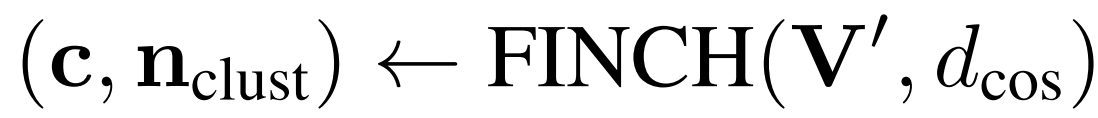 (c, n_clust) ← FINCH(V′, d_cos)